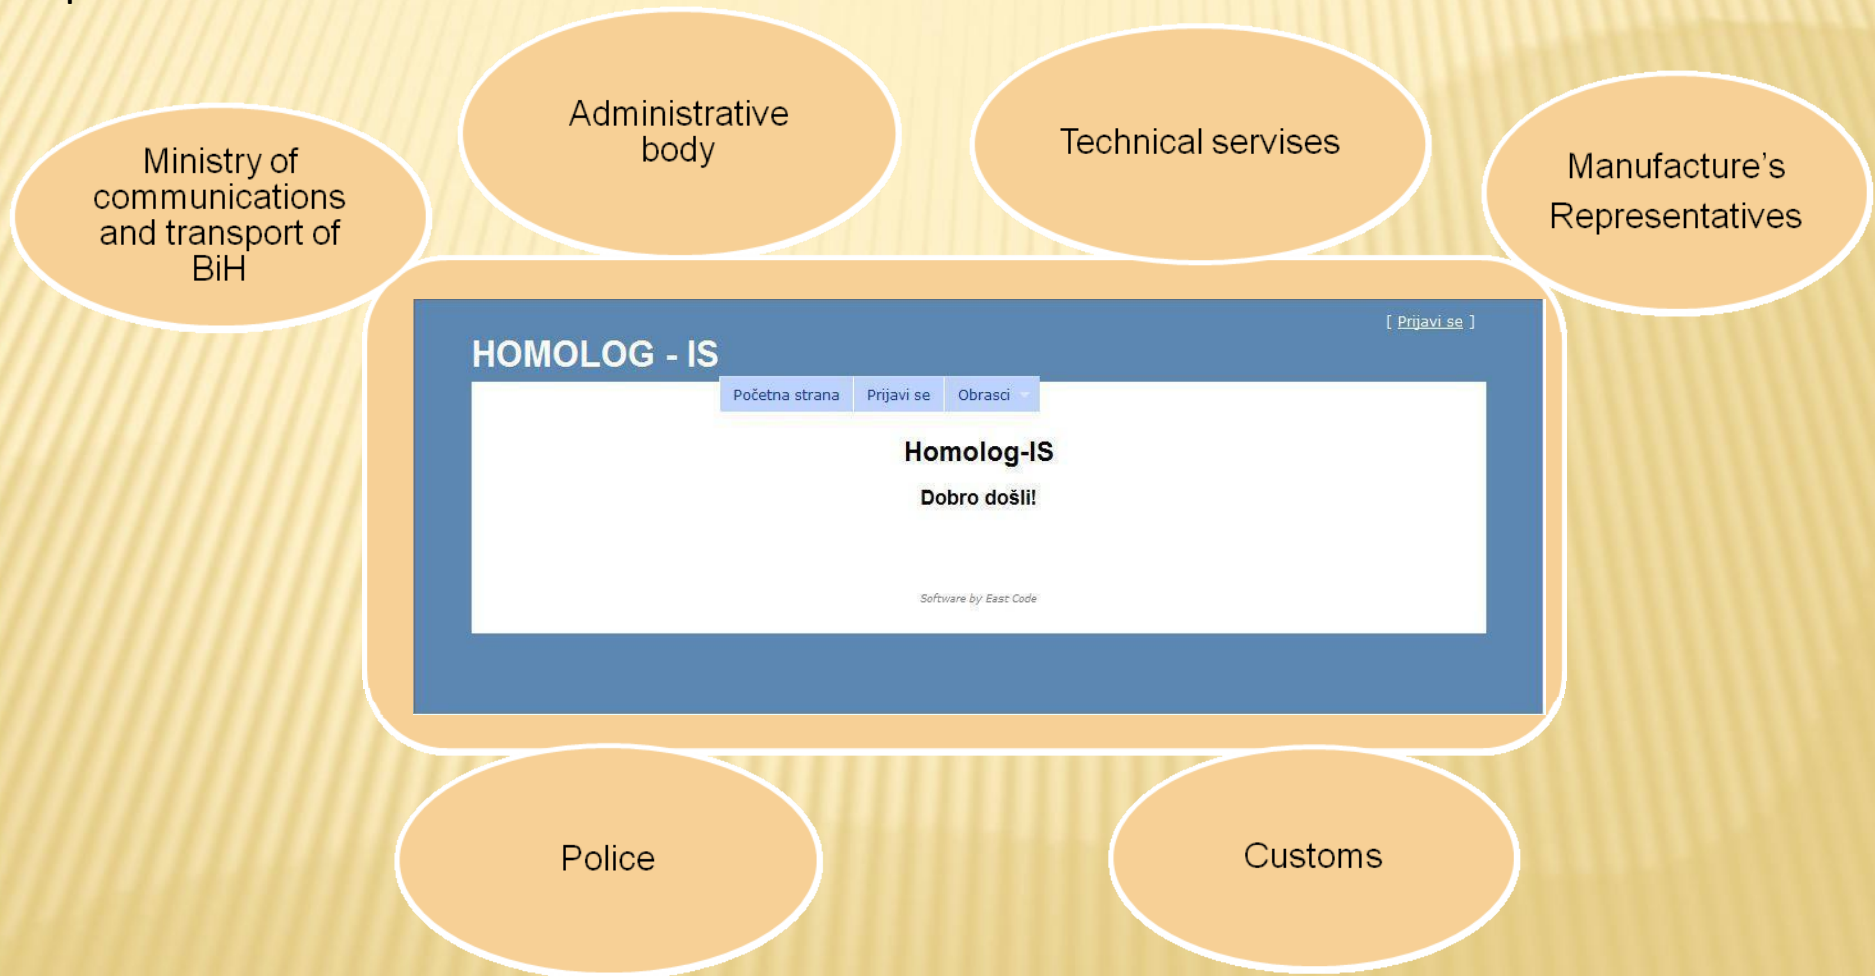 Administrative
body
Technical servises
Ministry of
communications
and transport of
BiH
Manufacture's
Representatives
[ Prijavi se ]
HOMOLOG - IS
Početna strana Prijavi se Obrasci
Homolog-IS
Dobro došli!
Software by East Code
Police
Customs